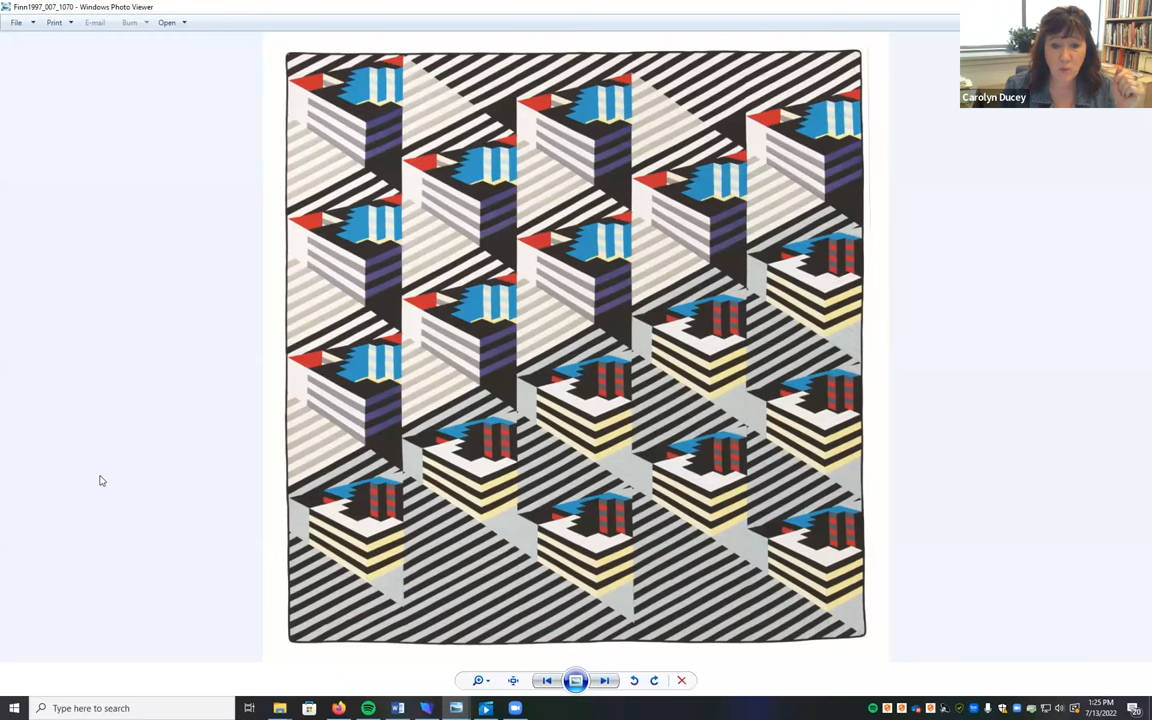 Finn1997_007_1070 - Windows Photo Viewer
File Print E-mail Burn Open
Carolyn Ducey
Type here to search
1:25 PM
7/13/2022
20